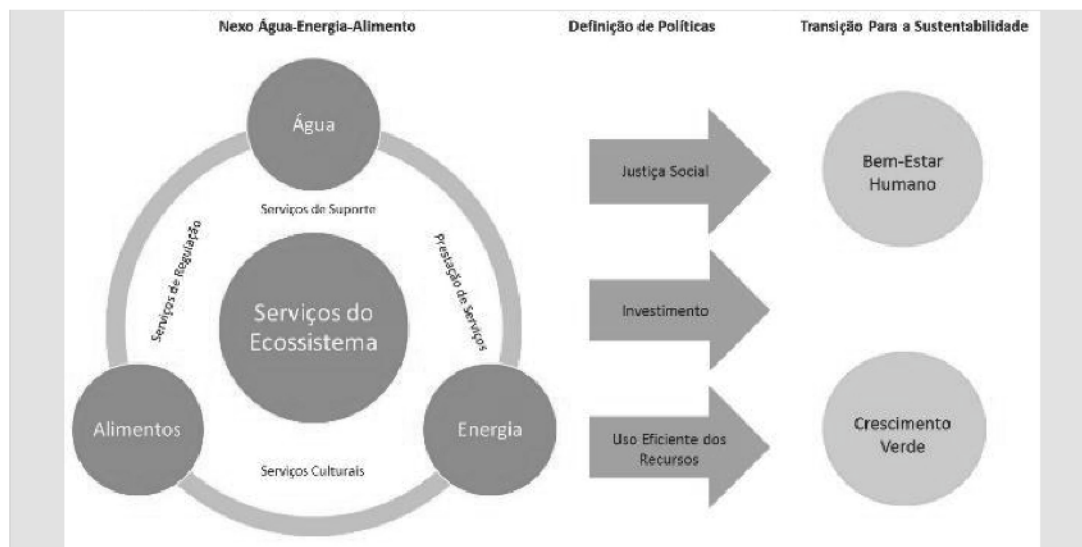 Nexo Água-Energia-Alimento
Definição de Políticas
Transição Para a Sustentabilidade
Água
Serviços de Suporte
Serviços de Regulação
Prestação de Serviços
Serviços do
Ecossistema
Alimentos
Energia
Serviços Culturais
Justiça Social
Investimento
Uso Eficiente dos
Recursos
Bem-Estar
Humano
Crescimento
Verde